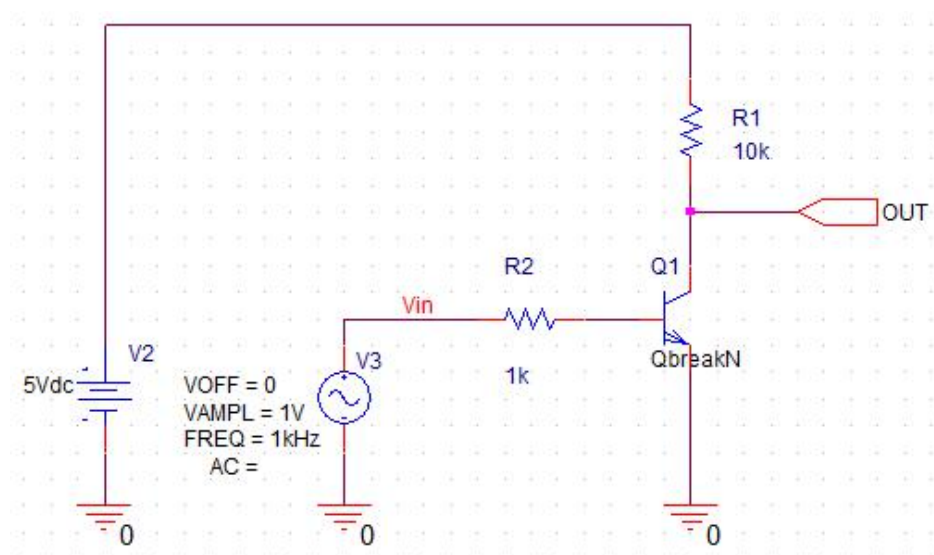 R1
10k
OUT
R2
Q1
Vin
QbreakN
V2
V3
1k
5Vdc
VOFF = 0
VAMPL = 1V
FREQ = 1kHz
AC =
0
0
0